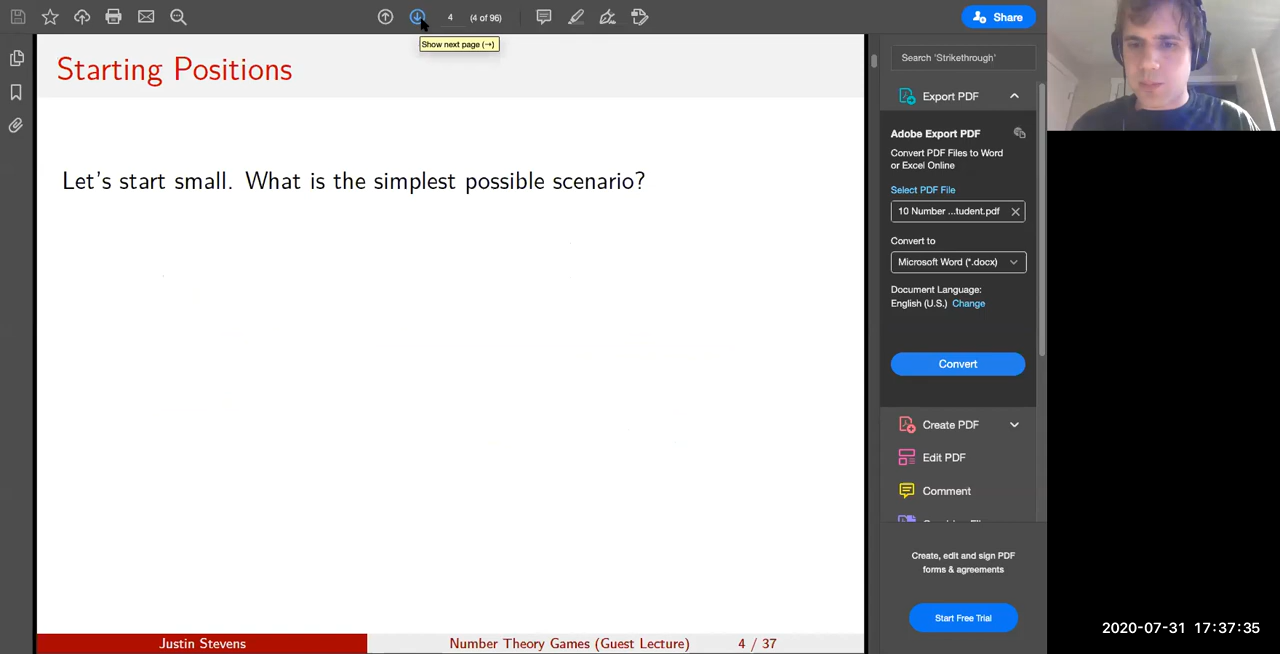 4
(4 of 96)
Share
Show next page (→)
Starting Positions
Search 'Strikethrough'
Export PDF
Let's start small. What is the simplest possible scenario?
Adobe Export PDF
Convert PDF Files to Word
or Excel Online
Select PDF File
10 Number ...tudent.pdf
Convert to
Microsoft Word (*.docx)
Document Language:
English (U.S.) Change
Convert
Create PDF
Edit PDF
Comment
Create, edit and sign PDF
forms & agreements
Start Free Trial
Justin Stevens
Number Theory Games (Guest Lecture)
4 / 37
2020-07-31 17:37:35